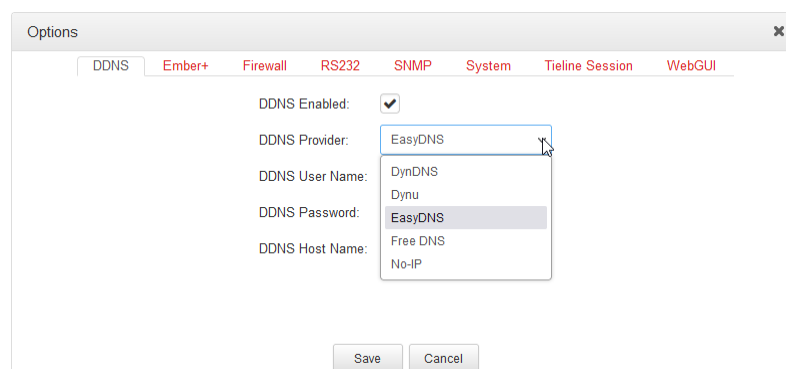 Options
DDNS Ember+ Firewall RS232 SNMP System Tieline Session WebGUI
DDNS Enabled:
DDNS Provider: EasyDNS
DynDNS
DDNS User Name:
Dynu
DDNS Password:
EasyDNS
Free DNS
DDNS Host Name:
No-IP
Save Cancel